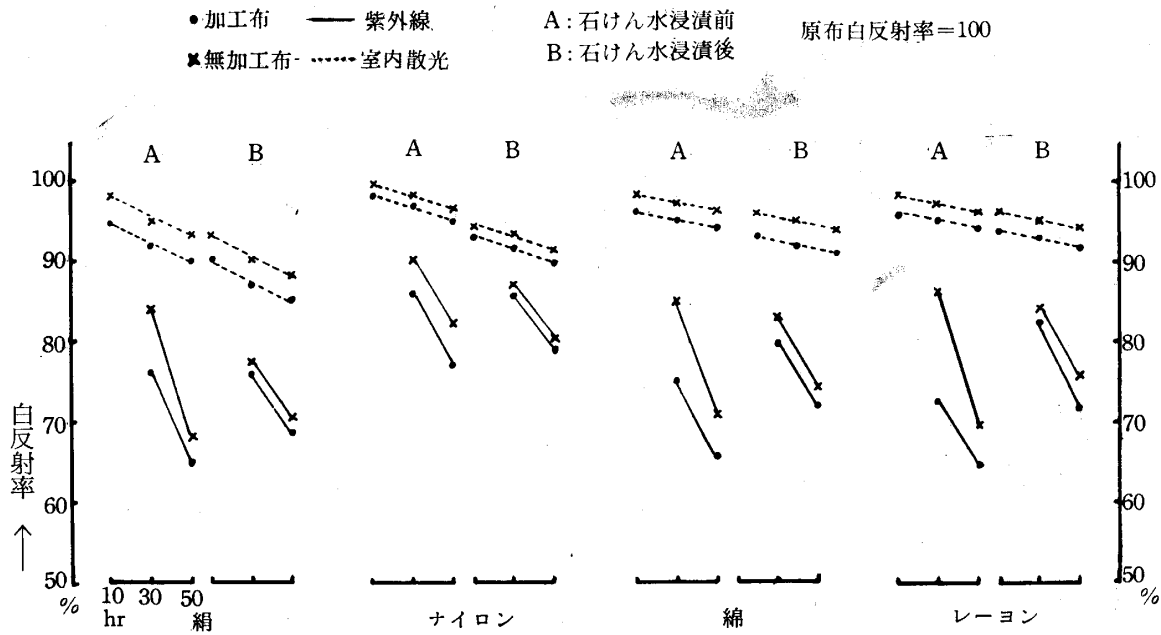 ● 加工布 —— 紫外線 A:石けん水浸漬前 原布白反射率=100
×無加工布 ------ 室内散光 B:石けん水浸漬後
A B A B A B A B
100 100
90 90
80 80
70 70
60 60
50 50
% %
白反射率 →
10 30 50
hr
絹 ナイロン 綿 レーヨン